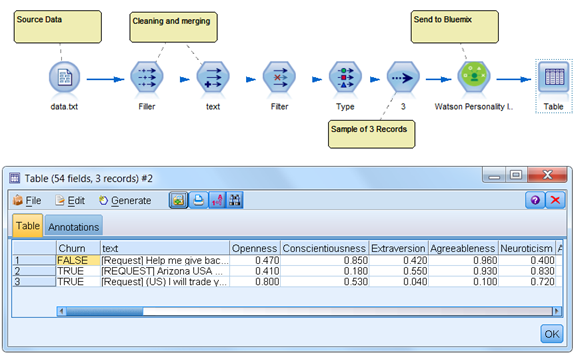 Source Data
Cleaning and merging
Send to Bluemix
data.txt
Filler
text
Filter
Type
3
Watson Personality I..
Table
Sample of 3 Records
Table (54 fields, 3 records) #2
File Edit Generate
Table Annotations
Churn text Openness Conscientiousness Extraversion Agreeableness Neuroticism A
1 FALSE [Request] Help me give bac... 0.470 0.850 0.420 0.960 0.400
2 TRUE [REQUEST] Arizona USA ... 0.410 0.180 0.550 0.930 0.830
3 TRUE [Request] (US) I will trade y... 0.800 0.530 0.040 0.100 0.720
OK